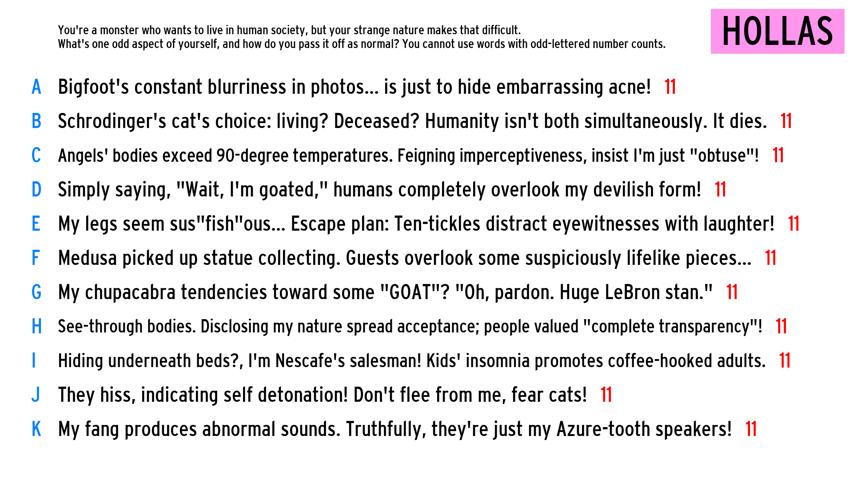 You're a monster who wants to live in human society, but your strange nature makes that difficult.
What's one odd aspect of yourself, and how do you pass it off as normal? You cannot use words with odd-lettered number counts.
HOLLAS
A Bigfoot's constant blurriness in photos... is just to hide embarrassing acne! 11
B Schrodinger's cat's choice: living? Deceased? Humanity isn't both simultaneously. It dies. 11
C Angels' bodies exceed 90-degree temperatures. Feigning imperceptiveness, insist I'm just "obtuse"! 11
D Simply saying, "Wait, I'm goated," humans completely overlook my devilish form! 11
E My legs seem sus"fish"ous... Escape plan: Ten-tickles distract eyewitnesses with laughter! 11
F Medusa picked up statue collecting. Guests overlook some suspiciously lifelike pieces... 11
G My chupacabra tendencies toward some "GOAT"? "Oh, pardon. Huge LeBron stan." 11
H See-through bodies. Disclosing my nature spread acceptance; people valued "complete transparency"! 11
I Hiding underneath beds?, I'm Nescafe's salesman! Kids' insomnia promotes coffee-hooked adults. 11
J They hiss, indicating self detonation! Don't flee from me, fear cats! 11
K My fang produces abnormal sounds. Truthfully, they're just my Azure-tooth speakers! 11